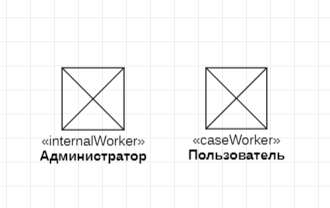 «internalWorker»
Администратор
«caseWorker»
Пользователь